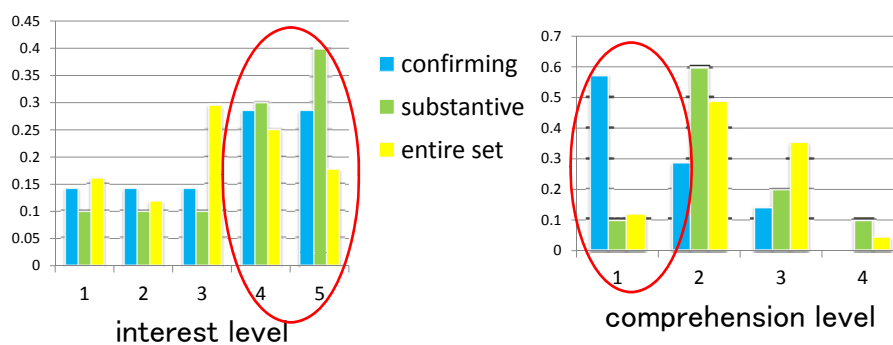 0.45
0.4
0.35
0.3
0.25
0.2
0.15
0.1
0.05
0
1 2 3 4 5
interest level
confirming
substantive
entire set
0.7
0.6
0.5
0.4
0.3
0.2
0.1
0
1 2 3 4
comprehension level